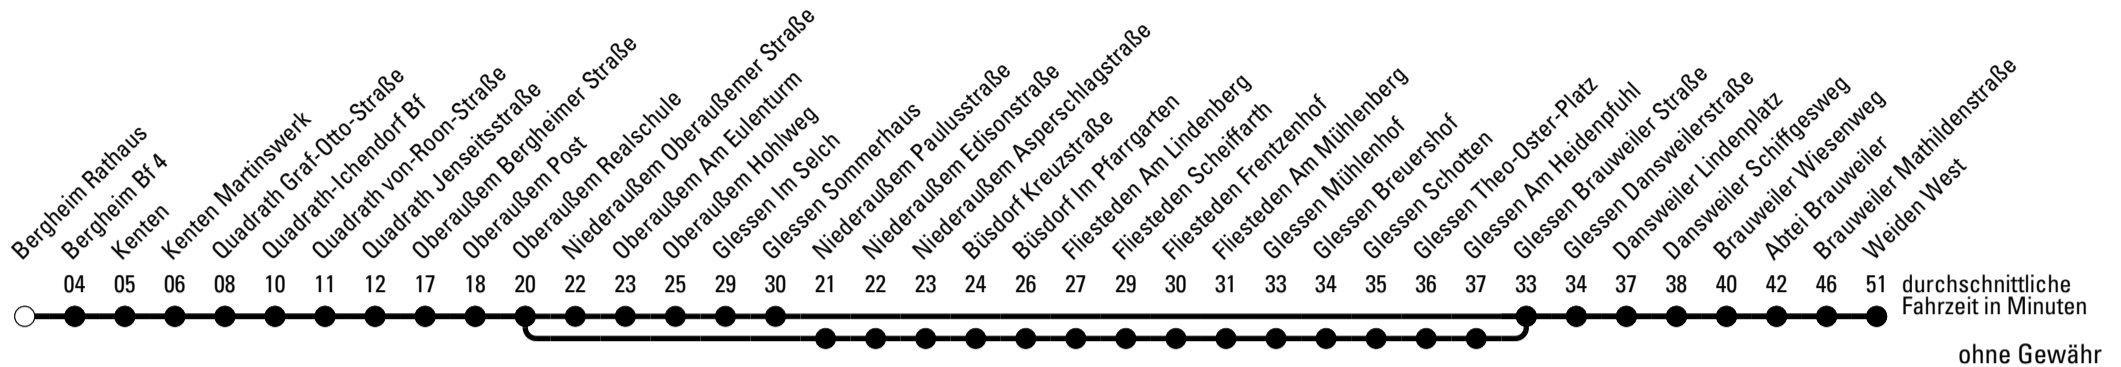 Bergheim Rathaus
Bergheim Bf 4
Kenten
Kenten Martinswerk
Quadrath Graf-Otto-Straße
Quadrath-Ichendorf Bf
Quadrath von-Roon-Straße
Quadrath Jenseitsstraße
Oberaußem Bergheimer Straße
Oberaußem Post
Oberaußem Realschule
Niederaußem Oberaußemer Straße
Oberaußem Am Eulenturm
Oberaußem Hohlweg
Glessen Im Selch
Glessen Sommerhaus
Niederaußem Paulusstraße
Niederaußem Edisonstraße
Niederaußem Asperschlagstraße
Büsdorf Kreuzstraße
Büsdorf Im Pfarrgarten
Fliesteden Am Lindenberg
Fliesteden Scheiffarth
Fliesteden Frentzenhof
Fliesteden Am Mühlenberg
Glessen Mühlenhof
Glessen Breuershof
Glessen Schotten
Glessen Theo-Oster-Platz
Glessen Am Heidenpfuhl
Glessen Brauweiler Straße
Glessen Dansweilerstraße
Dansweiler Lindenplatz
Dansweiler Schiffgesweg
Brauweiler Wiesenweg
Abtei Brauweiler
Brauweiler Mathildenstraße
Weiden West
04 05 06 08 10 11 12 17 18 20 22 23 25 29 30 21 22 23 24 26 27 29 30 31 33 34 35 36 37 33 34 37 38 40 42 46 51 durchschnittliche
Fahrzeit in Minuten
ohne Gewähr